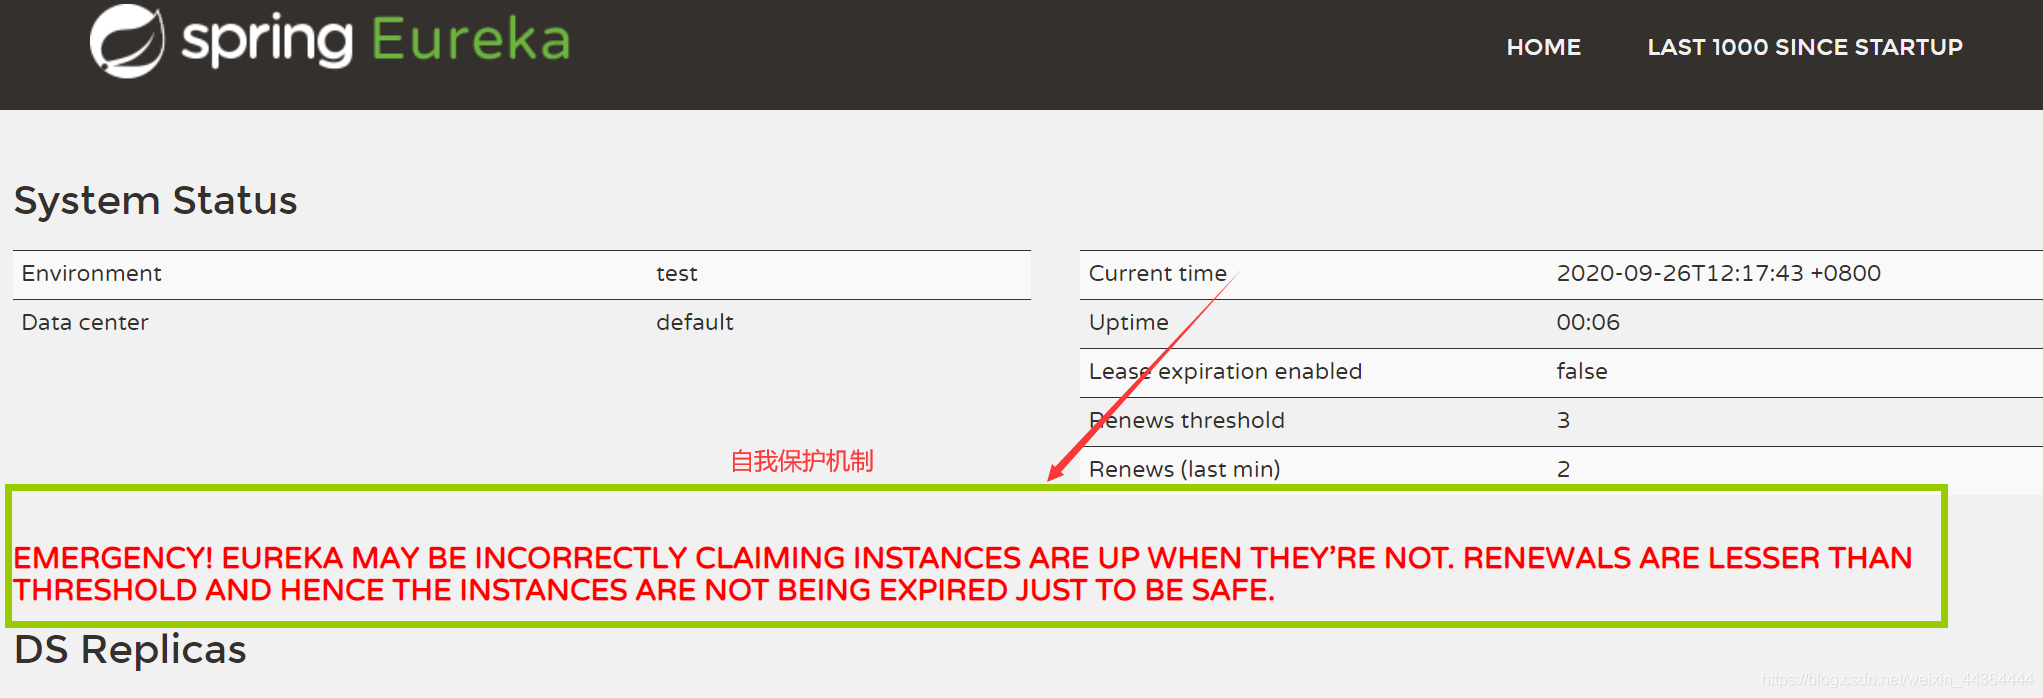 spring Eureka
HOME
LAST 1000 SINCE STARTUP
System Status
Environment test
Data center default
Current time 2020-09-26T12:17:43 +0800
Uptime 00:06
Lease expiration enabled false
Renews threshold 3
Renews (last min) 2
自我保护机制
EMERGENCY! EUREKA MAY BE INCORRECTLY CLAIMING INSTANCES ARE UP WHEN THEY’RE NOT. RENEWALS ARE LESSER THAN
THRESHOLD AND HENCE THE INSTANCES ARE NOT BEING EXPIRED JUST TO BE SAFE.
DS Replicas
https://blog.csdn.net/weixin_44364444